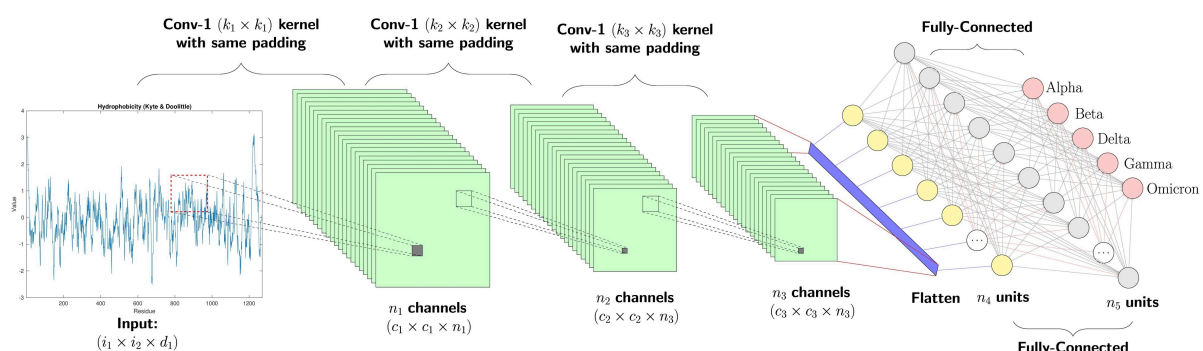 Conv-1 (k₁ × k₁) kernel
with same padding
Conv-1 (k₂ × k₂) kernel
with same padding
Conv-1 (k₃ × k₃) kernel
with same padding
Fully-Connected
Hydrophobicity (Kyte & Doolittle)
Value
4
3
2
1
0
-1
-2
-3
0 200 400 600 800 1000 1200
Residue
Alpha
Beta
Delta
Gamma
Omicron
...
...
Input:
(i₁ × i₂ × d₁)
n₁ channels
(c₁ × c₁ × n₁)
n₂ channels
(c₂ × c₂ × n₃)
n₃ channels
(c₃ × c₃ × n₃)
Flatten
n₄ units
n₅ units
Fully-Connected